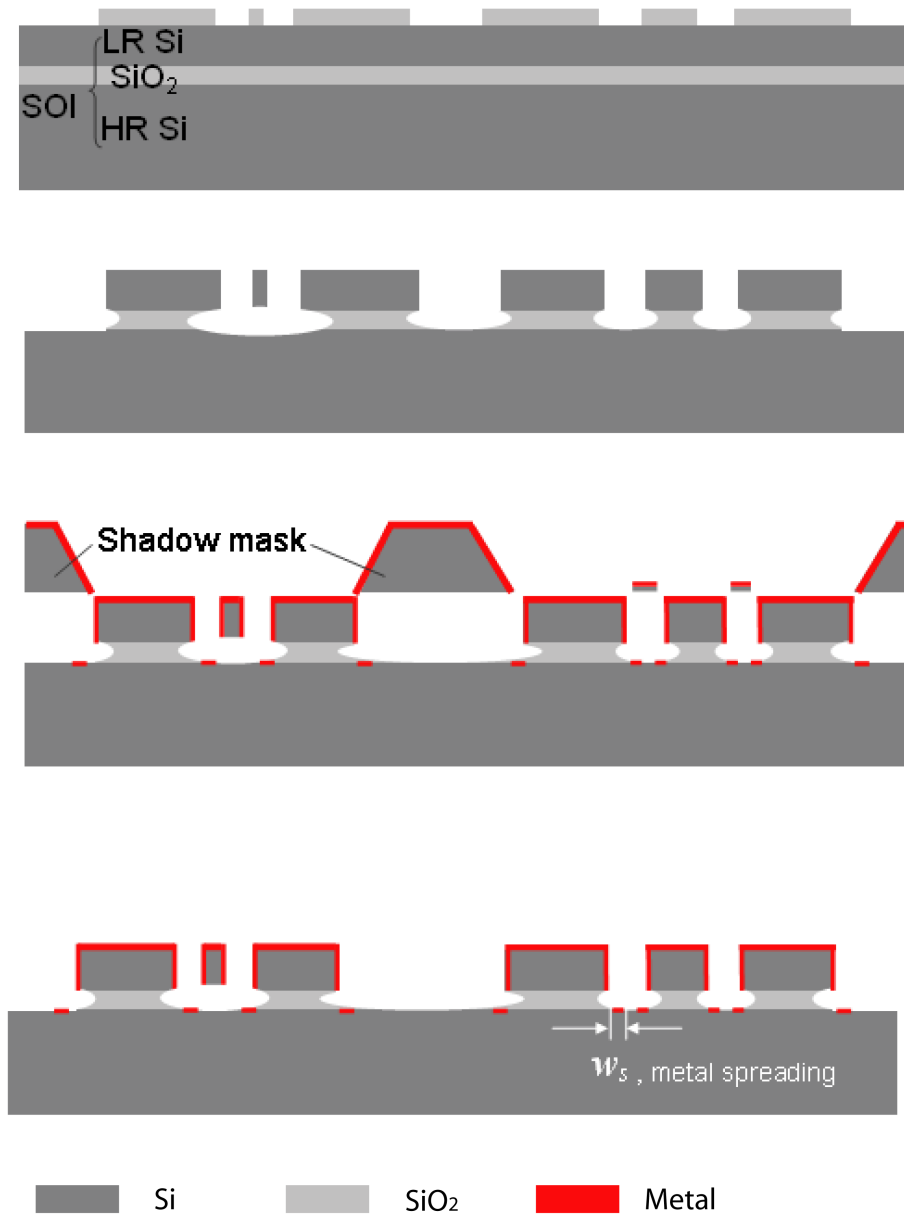 LR Si
SiO₂
SOI
HR Si
Shadow mask
wₛ , metal spreading
Si
SiO₂
Metal